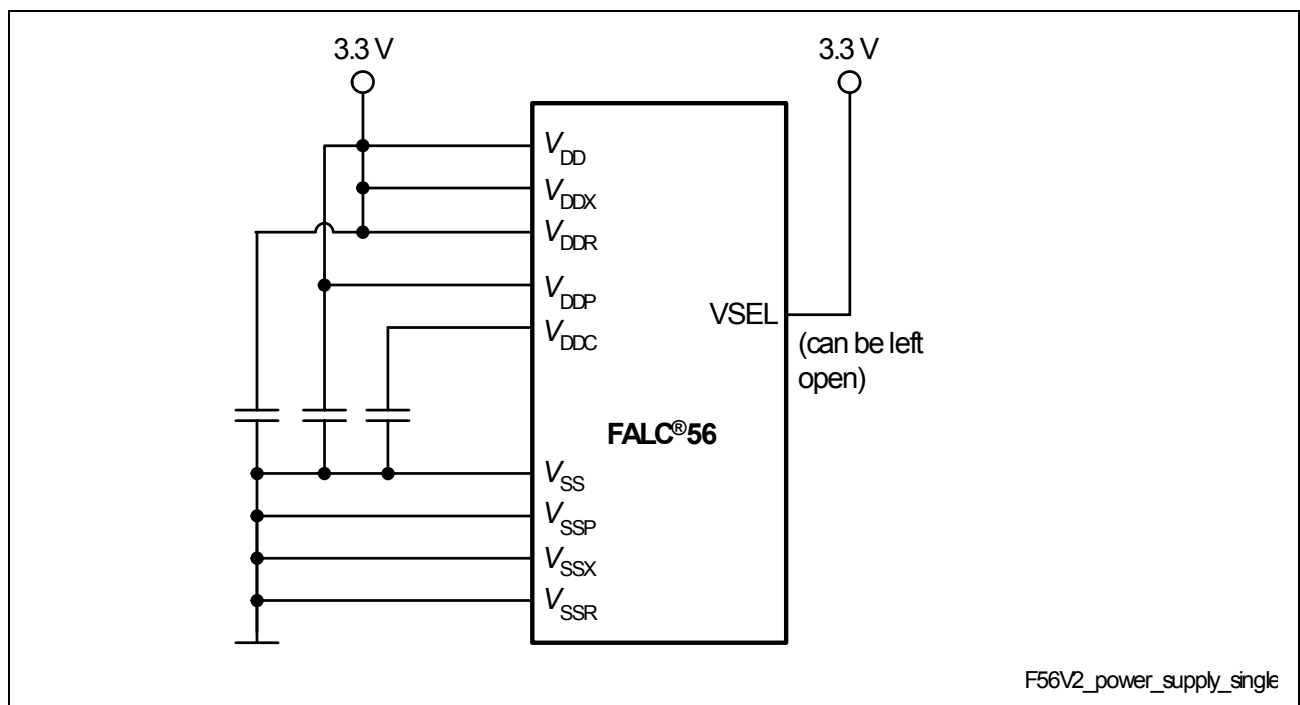 3.3 V
3.3 V
VDD
VDDX
VDDR
VDDP
VDDC
VSEL
(can be left
open)
FALC®56
VSS
VSSP
VSSX
VSSR
F56V2_power_supply_single